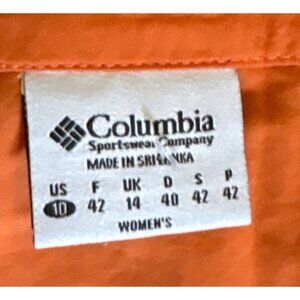 Columbia
Sportswear Company
MADE IN SRI LANKA
US F UK D S P
10 42 14 40 42 42
WOMEN'S